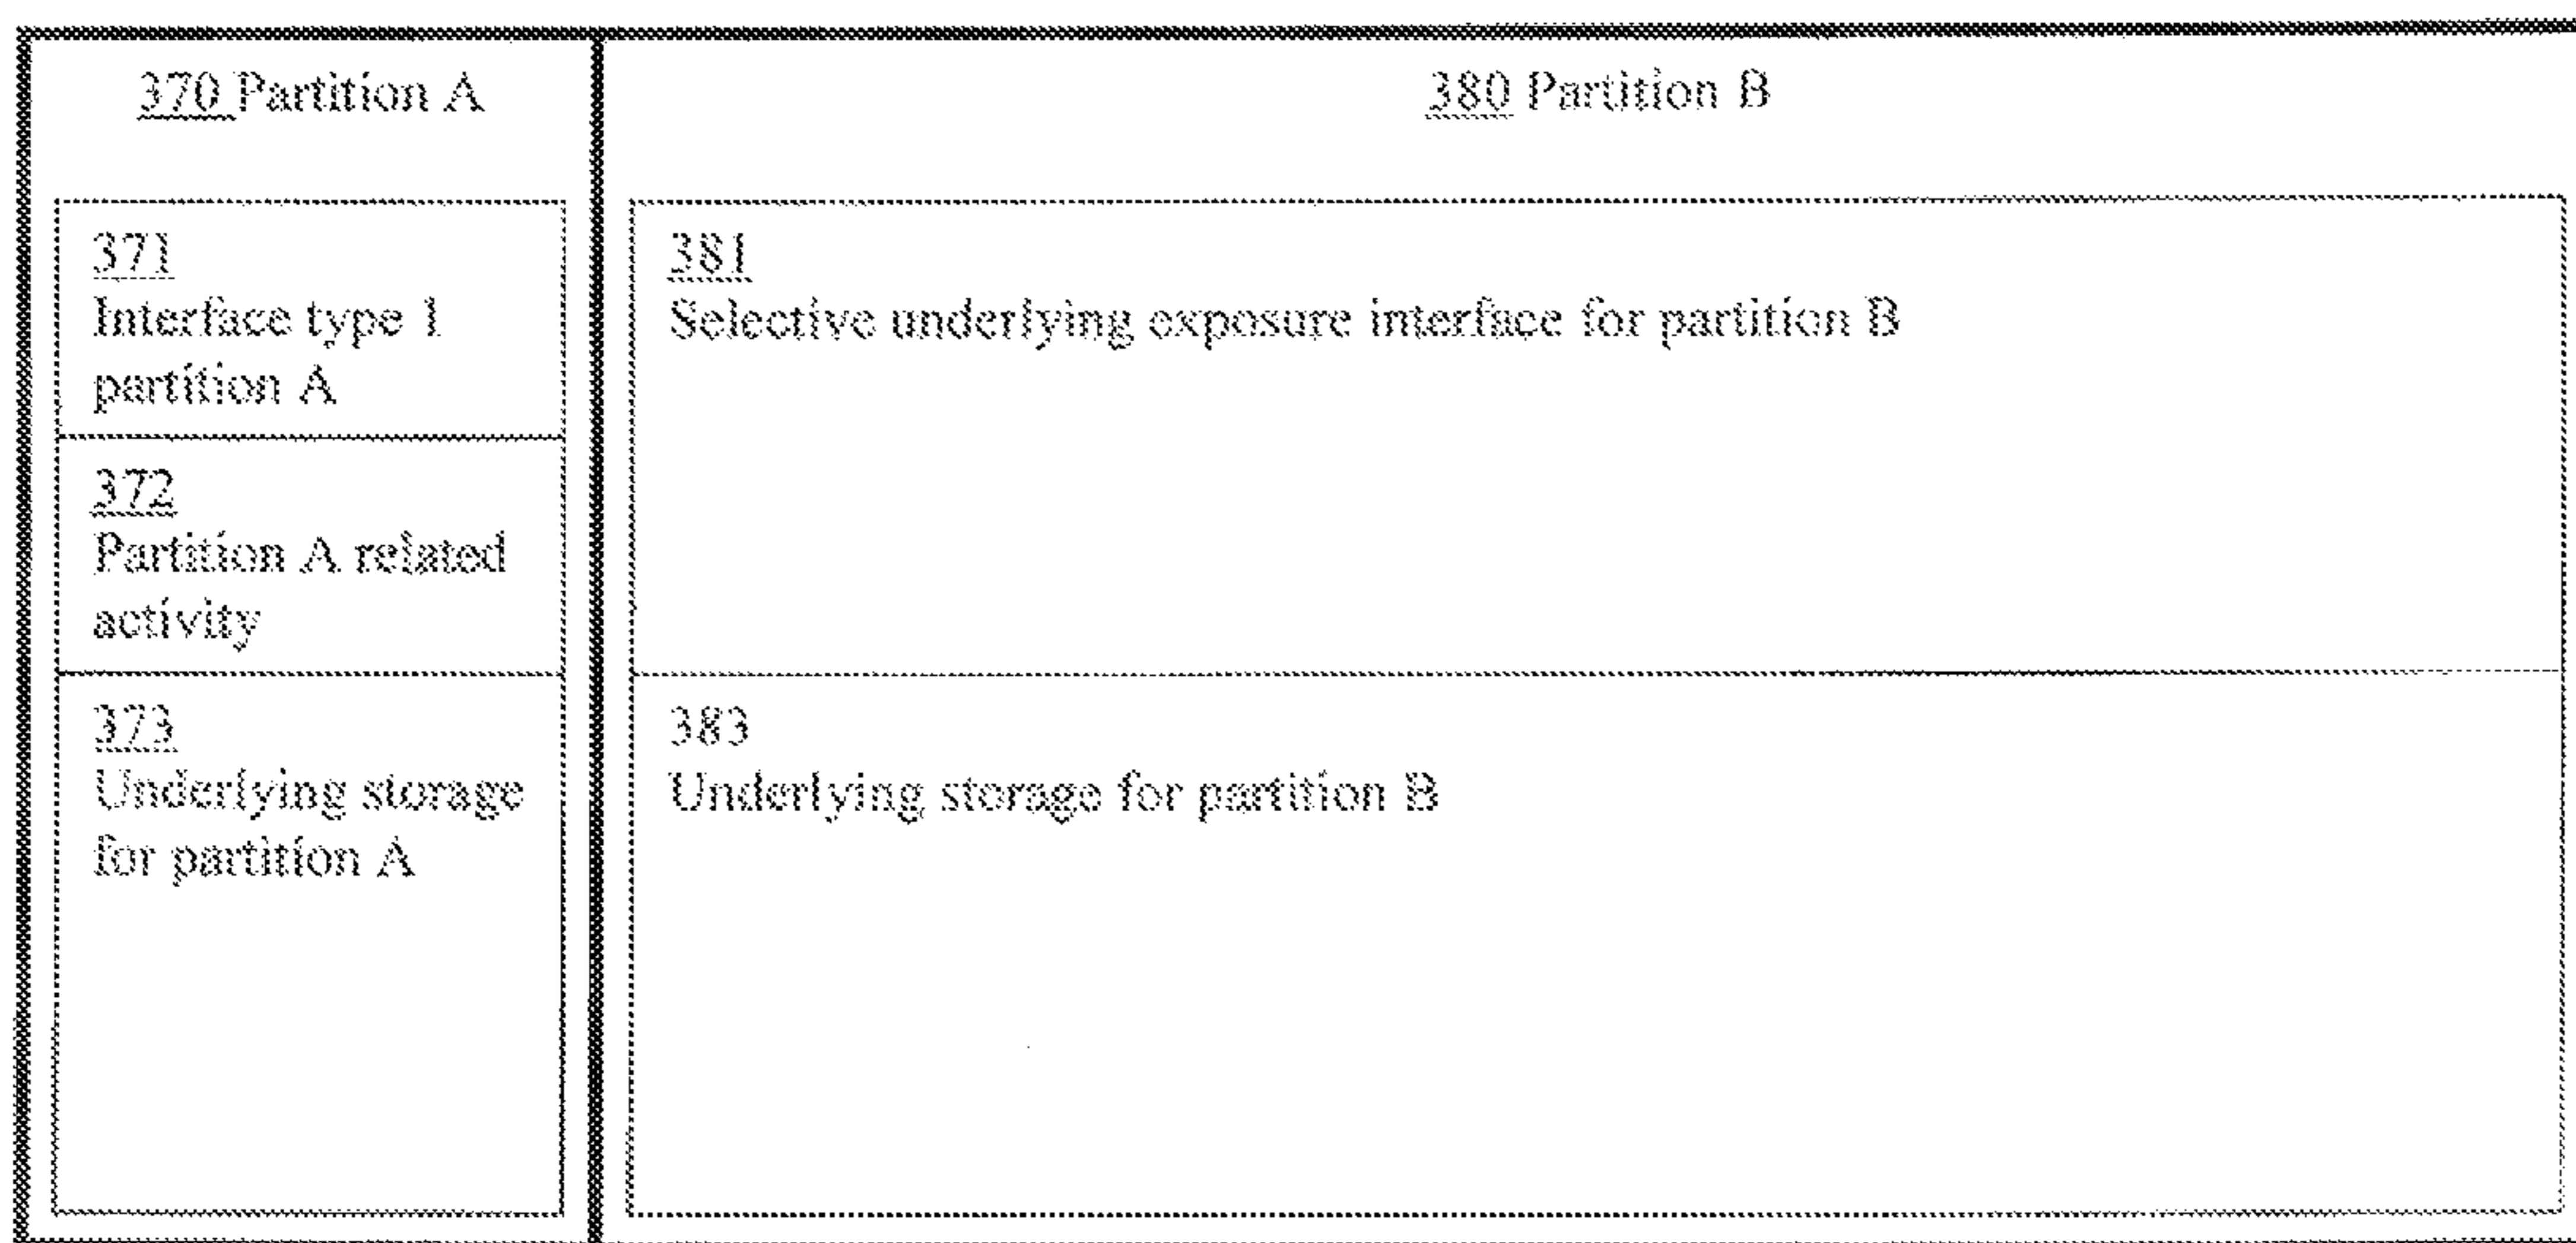 370 Partition A
380 Partition B
371
Interface type 1
partition A
372
Partition A related
activity
373
Underlying storage
for partition A
381
Selective underlying exposure interface for partition B
383
Underlying storage for partition B